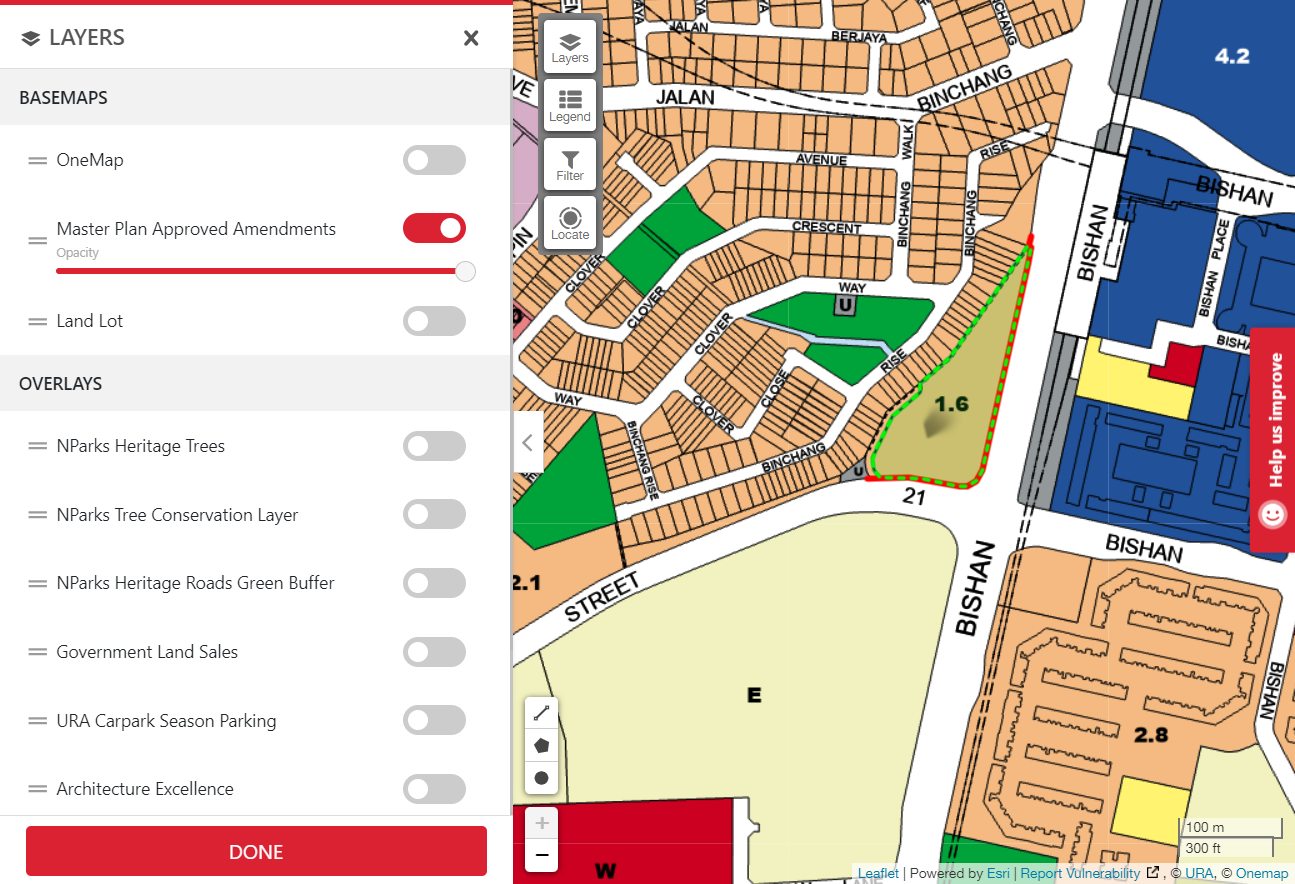 LAYERS
BASEMAPS
OneMap
Master Plan Approved Amendments
Opacity
Land Lot
OVERLAYS
NParks Heritage Trees
NParks Tree Conservation Layer
NParks Heritage Roads Green Buffer
Government Land Sales
URA Carpark Season Parking
Architecture Excellence
DONE
Layers
Legend
Filter
Locate
JALAN
BERJAYA
4.2
JALAN
BINCHANG
WALK
RISE
AVENUE
BISHAN
BINCHANG
BINCHANG
CRESCENT
BISHAN
PLACE
BISHAN
CLOVER
CLOVER
WAY
U
CLOVER
RISE
BISHA
CLOSE
1.6
WAY
CLOVER
BINCHANG RISE
BINCHANG
U
21
BISHAN
2.1
STREET
BISHAN
E
BISHAN
2.8
W
Help us improve
+
−
100 m
300 ft
Leaflet | Powered by Esri | Report Vulnerability , © URA, © Onemap